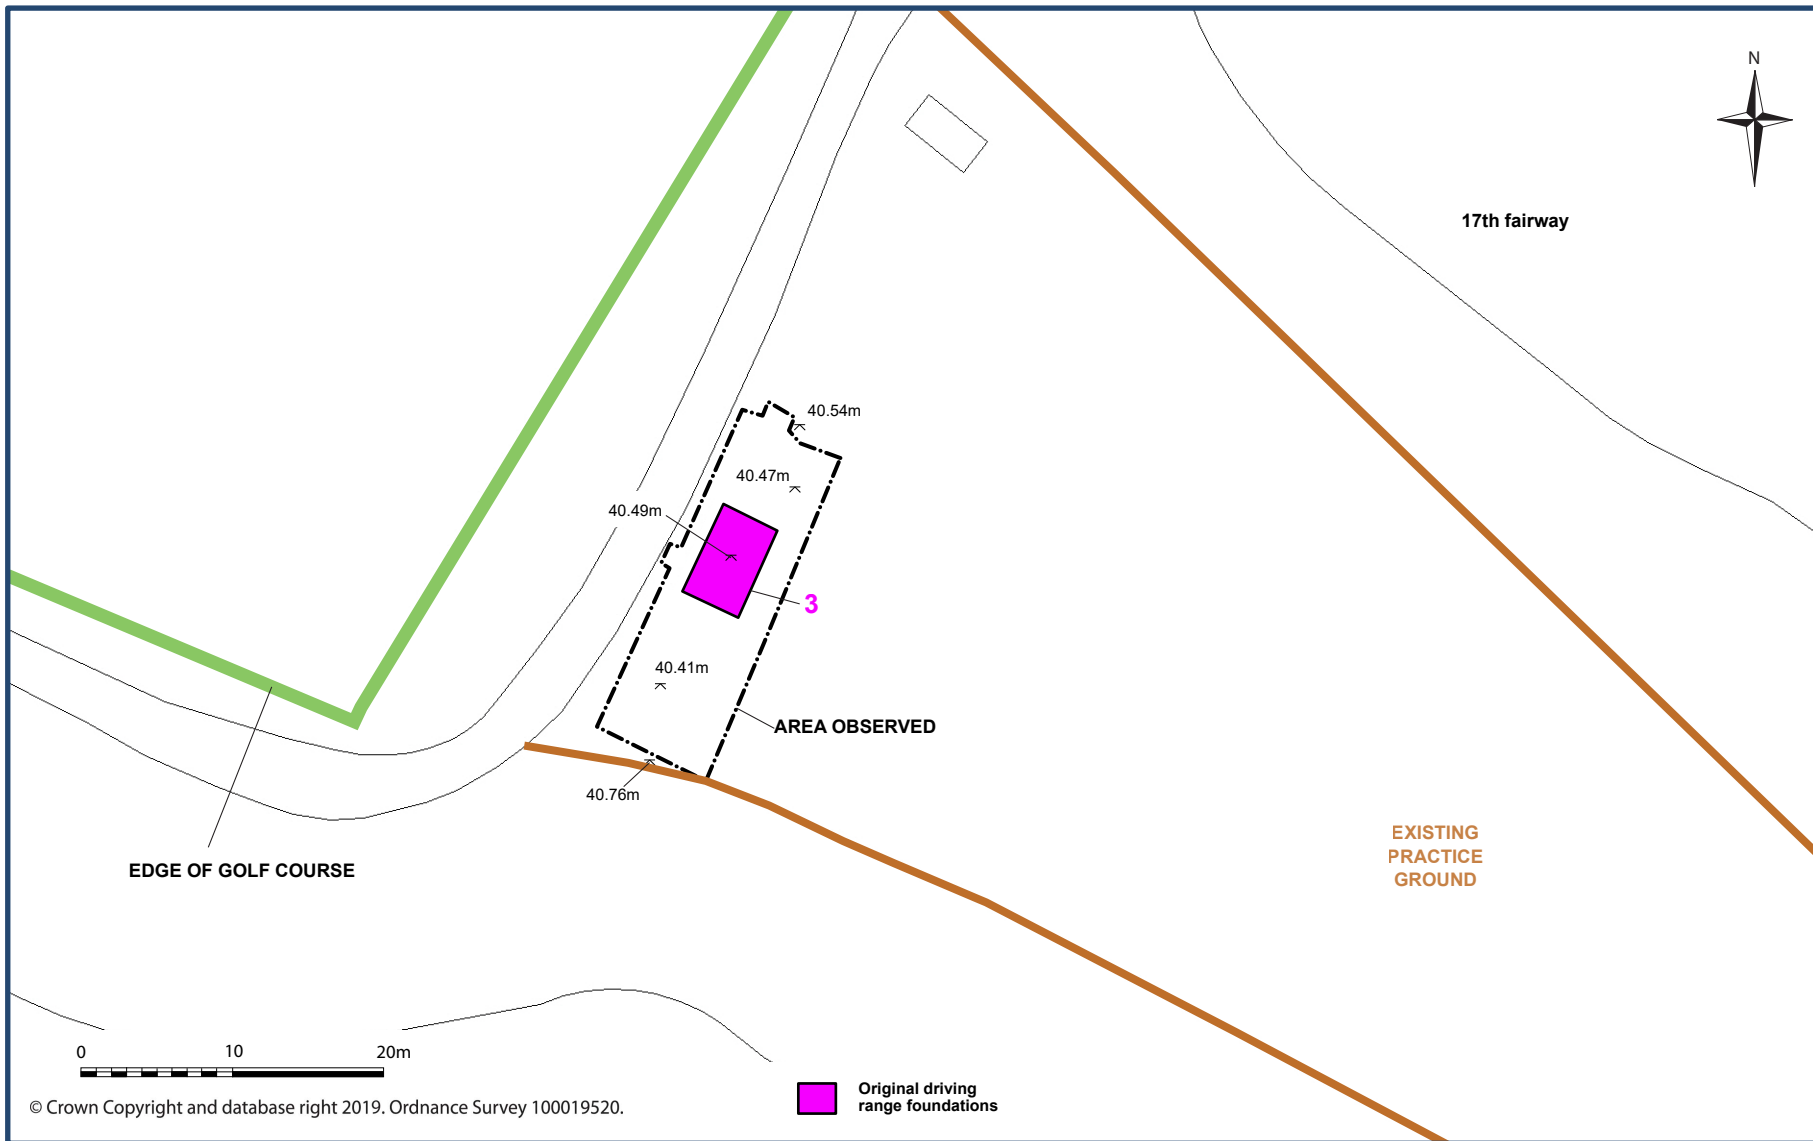 N
17th fairway
40.54m
40.47m
40.49m
3
40.41m
AREA OBSERVED
40.76m
EDGE OF GOLF COURSE
EXISTING
PRACTICE
GROUND
0 10 20m
© Crown Copyright and database right 2019. Ordnance Survey 100019520.
Original driving
range foundations